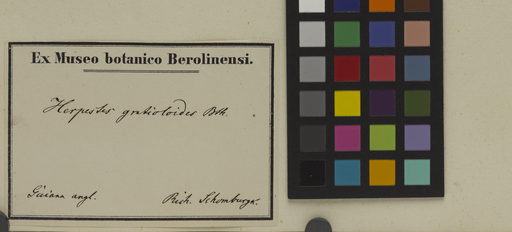 Ex Museo botanico Berolinensi.
Herpestes gratioloides Bth.
Guiana angl. Rich. Schomburgk.